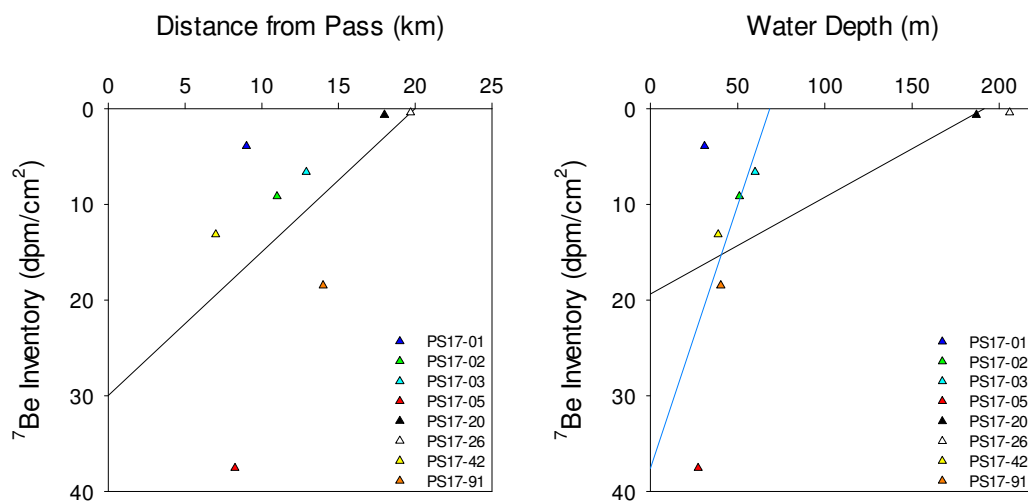 Distance from Pass (km)
0 5 10 15 20 25
⁷Be Inventory (dpm/cm²)
0
10
20
30
40
PS17-01
PS17-02
PS17-03
PS17-05
PS17-20
PS17-26
PS17-42
PS17-91
Water Depth (m)
0 50 100 150 200
⁷Be Inventory (dpm/cm²)
0
10
20
30
40
PS17-01
PS17-02
PS17-03
PS17-05
PS17-20
PS17-26
PS17-42
PS17-91